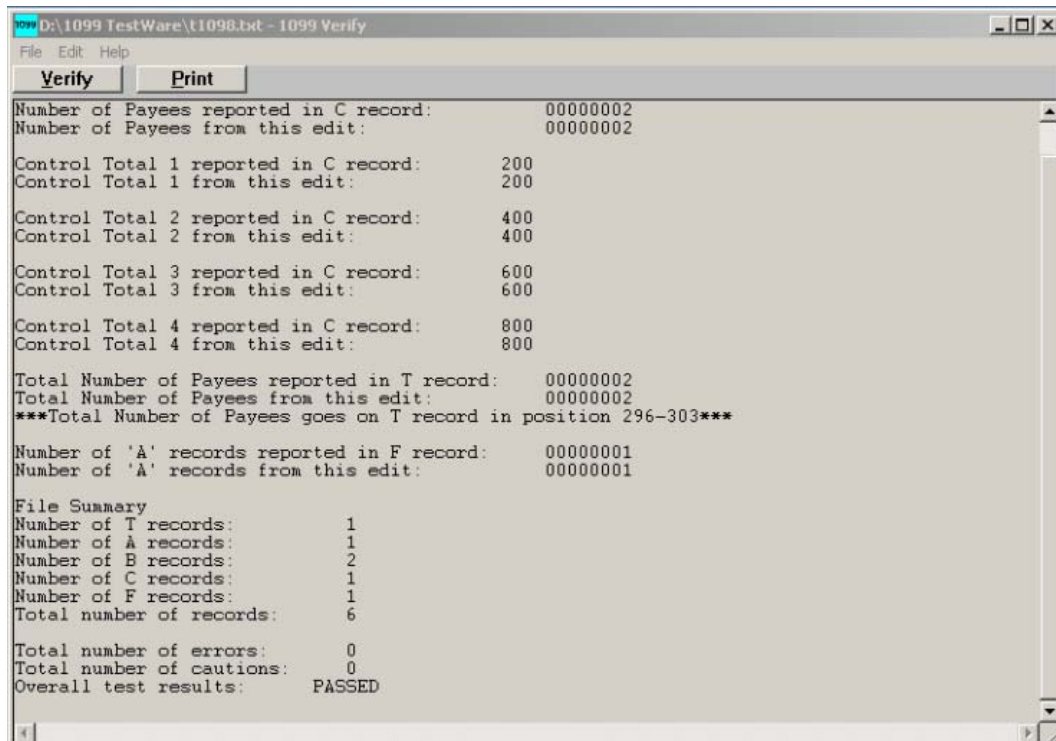 1099 D:\1099 TestWare\t1098.txt - 1099 Verify
File Edit Help
Verify Print
Number of Payees reported in C record: 00000002
Number of Payees from this edit: 00000002
Control Total 1 reported in C record: 200
Control Total 1 from this edit: 200
Control Total 2 reported in C record: 400
Control Total 2 from this edit: 400
Control Total 3 reported in C record: 600
Control Total 3 from this edit: 600
Control Total 4 reported in C record: 800
Control Total 4 from this edit: 800
Total Number of Payees reported in T record: 00000002
Total Number of Payees from this edit: 00000002
***Total Number of Payees goes on T record in position 296-303***
Number of 'A' records reported in F record: 00000001
Number of 'A' records from this edit: 00000001
File Summary
Number of T records: 1
Number of A records: 1
Number of B records: 2
Number of C records: 1
Number of F records: 1
Total number of records: 6
Total number of errors: 0
Total number of cautions: 0
Overall test results: PASSED